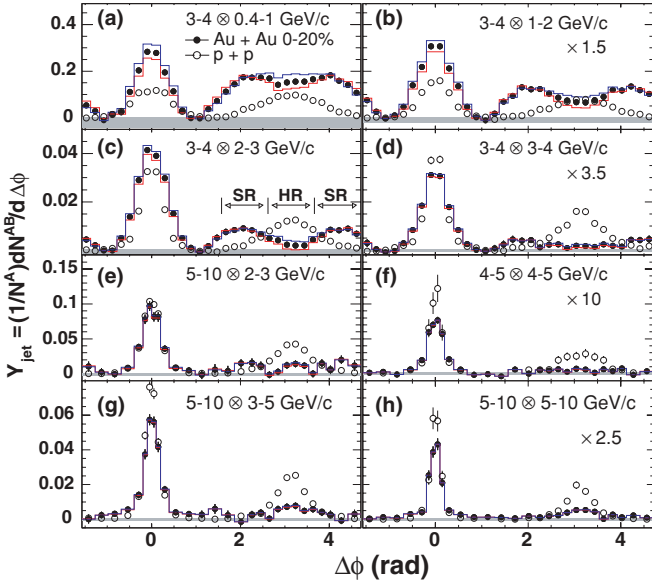 (a) 3-4 ⊗ 0.4-1 GeV/c
Au + Au 0-20%
p + p
(b) 3-4 ⊗ 1-2 GeV/c
× 1.5
0.4
0.2
0
(c) 3-4 ⊗ 2-3 GeV/c
SR HR SR
(d) 3-4 ⊗ 3-4 GeV/c
× 3.5
0.04
0.02
0
(e) 5-10 ⊗ 2-3 GeV/c
(f) 4-5 ⊗ 4-5 GeV/c
× 10
0.15
0.1
0.05
0
(g) 5-10 ⊗ 3-5 GeV/c
(h) 5-10 ⊗ 5-10 GeV/c
× 2.5
0.06
0.04
0.02
0
Y_jet = (1/N^A)dN^AB/d Δϕ
0 2 4 0 2 4
Δϕ (rad)